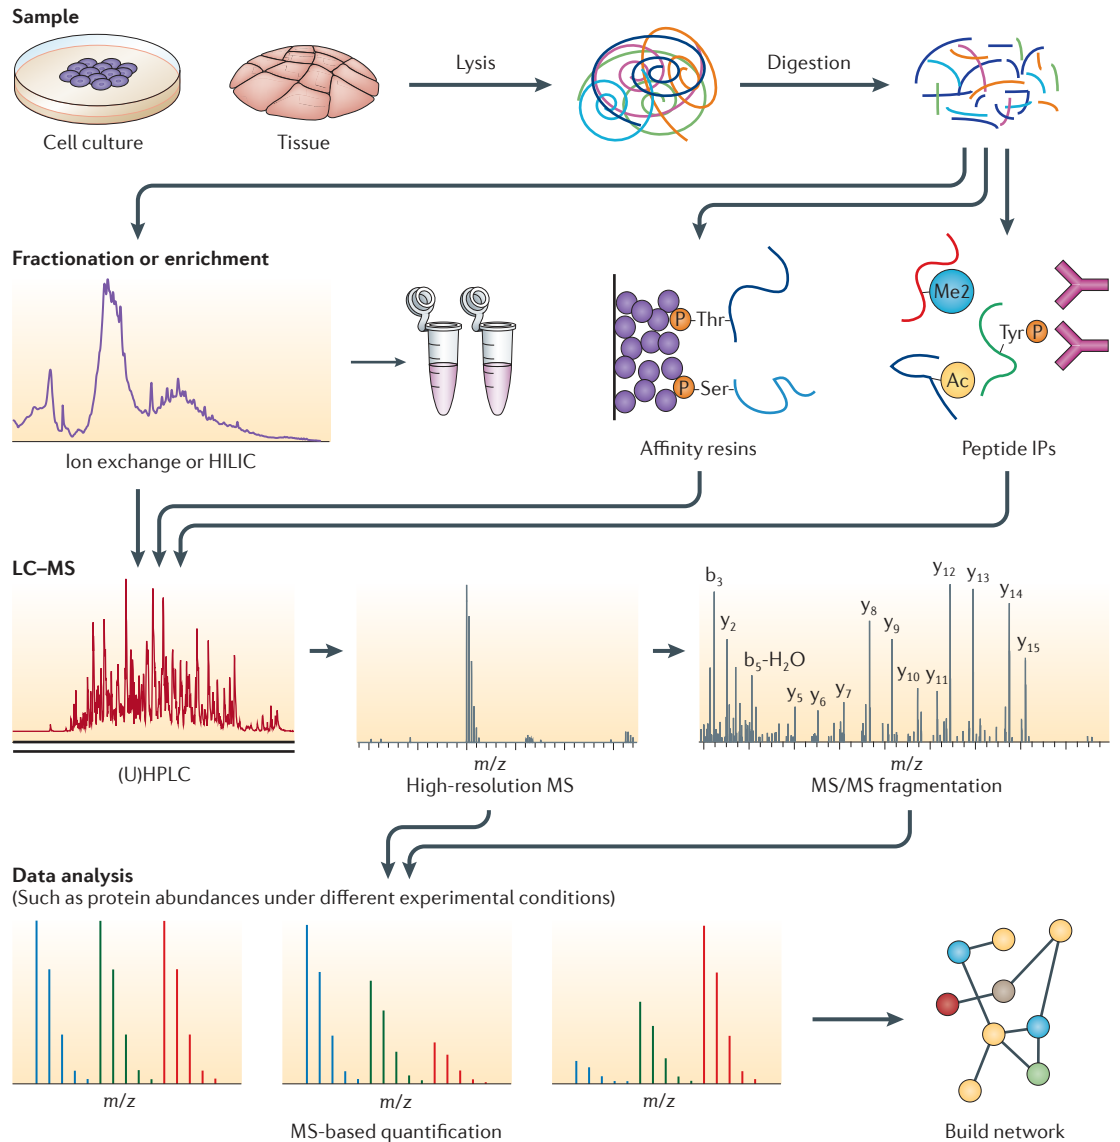 Sample
Lysis
Digestion
Cell culture
Tissue
Fractionation or enrichment
Me2
P-Thr-
Tyr P
Ac
P-Ser-
Ion exchange or HILIC
Affinity resins
Peptide IPs
LC–MS
b3
y2
b5-H2O
y5
y6
y7
y8
y9
y10
y11
y12
y13
y14
y15
(U)HPLC
m/z
High-resolution MS
m/z
MS/MS fragmentation
Data analysis
(Such as protein abundances under different experimental conditions)
m/z
m/z
m/z
MS-based quantification
Build network